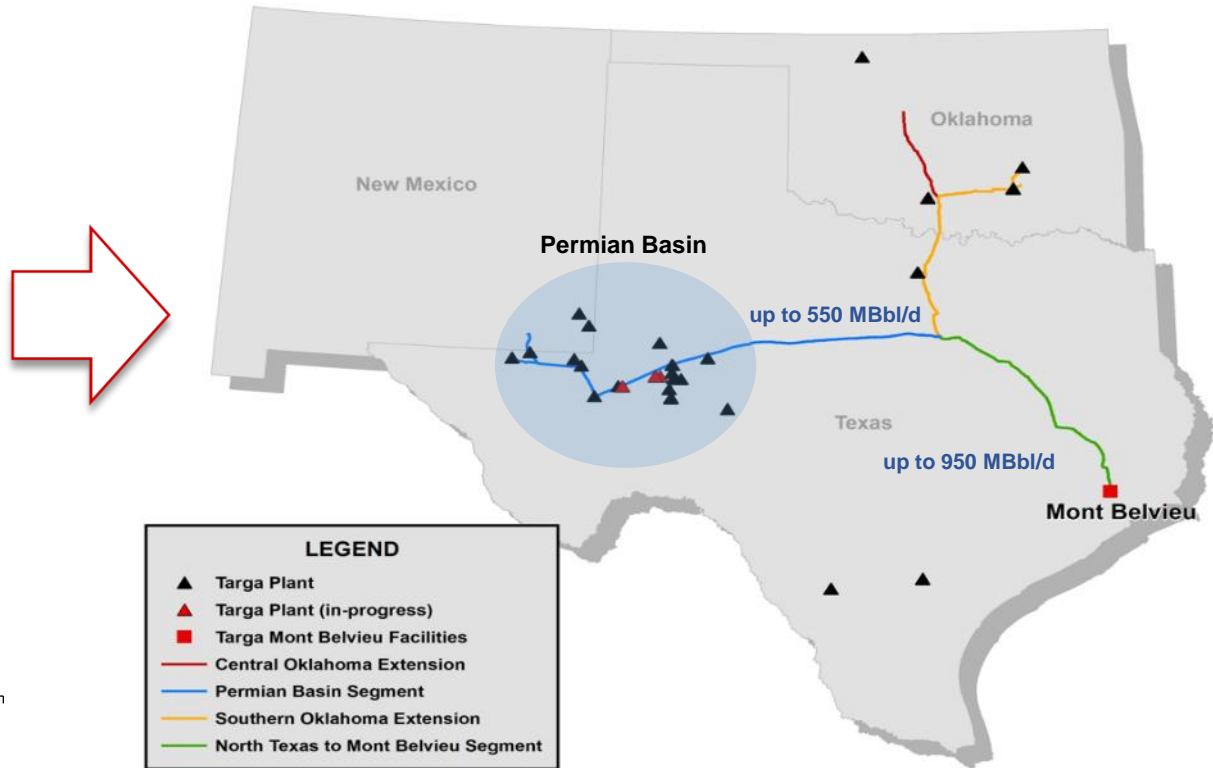 Oklahoma
New Mexico
Permian Basin
up to 550 MBbl/d
Texas
up to 950 MBbl/d
Mont Belvieu
LEGEND
Targa Plant
Targa Plant (in-progress)
Targa Mont Belvieu Facilities
Central Oklahoma Extension
Permian Basin Segment
Southern Oklahoma Extension
North Texas to Mont Belvieu Segment